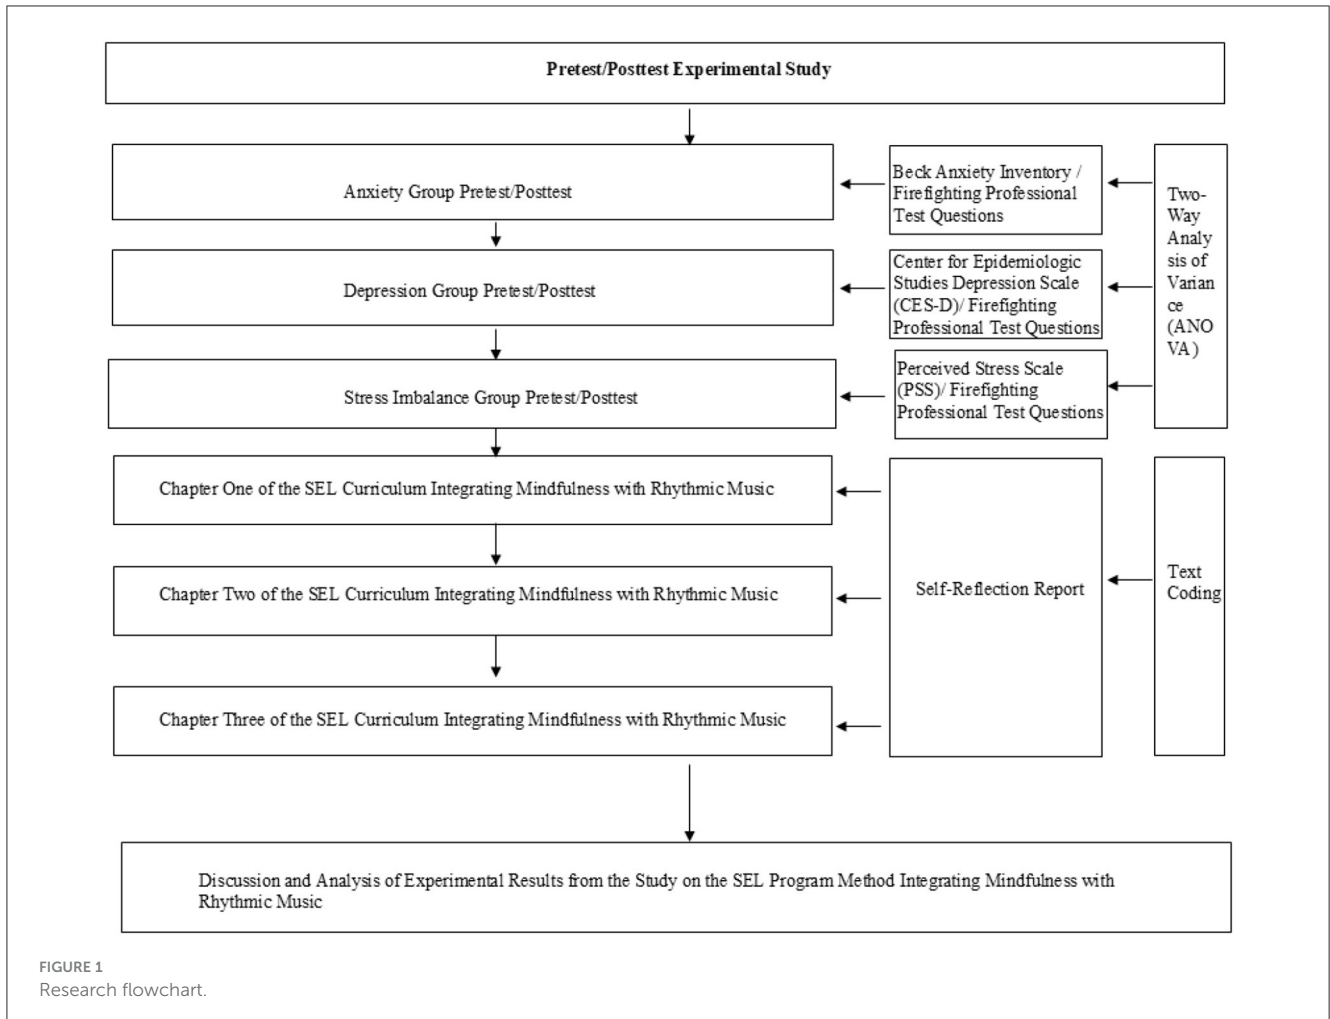 Pretest/Posttest Experimental Study
Anxiety Group Pretest/Posttest
Beck Anxiety Inventory /
Firefighting Professional
Test Questions
Two-
Way
Analy
sis of
Varian
ce
(ANO
VA)
Depression Group Pretest/Posttest
Center for Epidemiologic
Studies Depression Scale
(CES-D)/ Firefighting
Professional Test Questions
Stress Imbalance Group Pretest/Posttest
Perceived Stress Scale
(PSS)/ Firefighting
Professional Test Questions
Chapter One of the SEL Curriculum Integrating Mindfulness with Rhythmic Music
Chapter Two of the SEL Curriculum Integrating Mindfulness with Rhythmic Music
Self-Reflection Report
Text
Coding
Chapter Three of the SEL Curriculum Integrating Mindfulness with Rhythmic Music
Discussion and Analysis of Experimental Results from the Study on the SEL Program Method Integrating Mindfulness with
Rhythmic Music
FIGURE 1
Research flowchart.